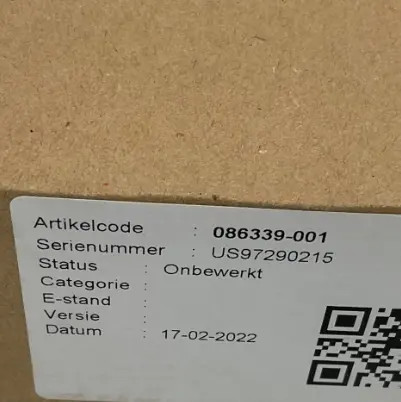 Artikelcode : 086339-001
Serienummer : US97290215
Status : Onbewerkt
Categorie :
E-stand :
Versie :
Datum : 17-02-2022